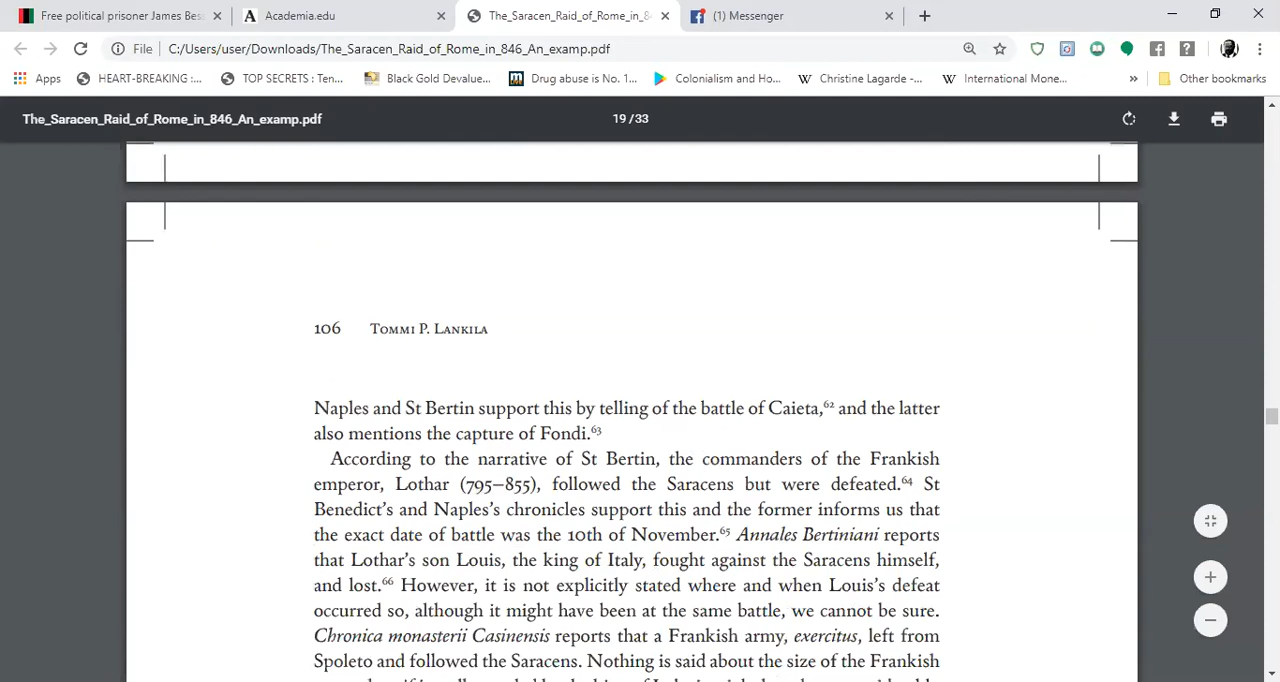 Free political prisoner James Bes
Academia.edu
The_Saracen_Raid_of_Rome_in_8
(1) Messenger
File C:/Users/user/Downloads/The_Saracen_Raid_of_Rome_in_846_An_examp.pdf
Apps HEART-BREAKING :... TOP SECRETS : Ten... Black Gold Devalue... Drug abuse is No. 1... Colonialism and Ho... Christine Lagarde -... International Mone... » Other bookmarks
The_Saracen_Raid_of_Rome_in_846_An_examp.pdf 19 / 33
106 Tommi P. Lankila
Naples and St Bertin support this by telling of the battle of Caieta,62 and the latter
also mentions the capture of Fondi.63
According to the narrative of St Bertin, the commanders of the Frankish
emperor, Lothar (795–855), followed the Saracens but were defeated.64 St
Benedict's and Naples's chronicles support this and the former informs us that
the exact date of battle was the 10th of November.65 Annales Bertiniani reports
that Lothar's son Louis, the king of Italy, fought against the Saracens himself,
and lost.66 However, it is not explicitly stated where and when Louis's defeat
occurred so, although it might have been at the same battle, we cannot be sure.
Chronica monasterii Casinensis reports that a Frankish army, exercitus, left from
Spoleto and followed the Saracens. Nothing is said about the size of the Frankish